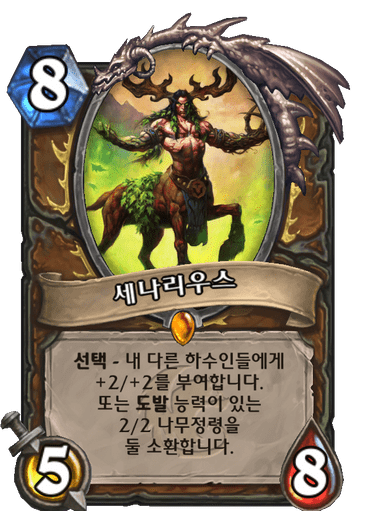 8
세나리우스
선택 - 내 다른 하수인들에게
+2/+2를 부여합니다.
또는 도발 능력이 있는
2/2 나무정령을
둘 소환합니다.
5
8